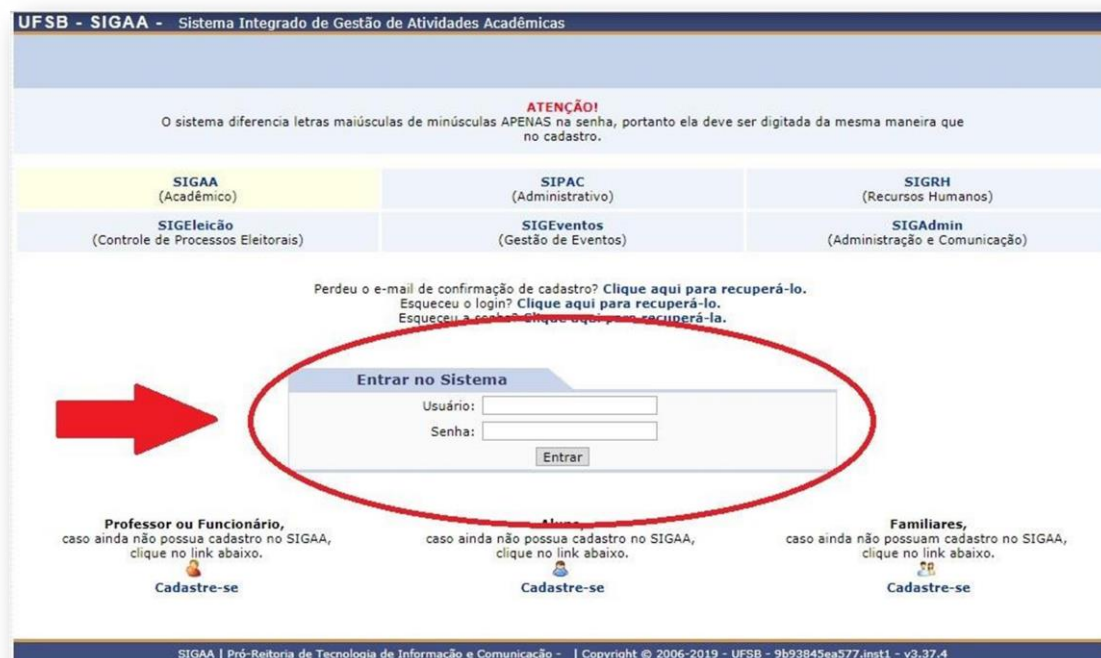 UFSB - SIGAA - Sistema Integrado de Gestão de Atividades Acadêmicas
ATENÇÃO!
O sistema diferencia letras maiúsculas de minúsculas APENAS na senha, portanto ela deve ser digitada da mesma maneira que
no cadastro.
SIGAA
(Acadêmico)
SIPAC
(Administrativo)
SIGRH
(Recursos Humanos)
SIGEleicão
(Controle de Processos Eleitorais)
SIGEventos
(Gestão de Eventos)
SIGAdmin
(Administração e Comunicação)
Perdeu o e-mail de confirmação de cadastro? Clique aqui para recuperá-lo.
Esqueceu o login? Clique aqui para recuperá-lo.
Esqueceu a senha? Clique aqui para recuperá-la.
Entrar no Sistema
Usuário:
Senha:
Entrar
Professor ou Funcionário,
caso ainda não possua cadastro no SIGAA,
clique no link abaixo.
Cadastre-se
Aluno,
caso ainda não possua cadastro no SIGAA,
clique no link abaixo.
Cadastre-se
Familiares,
caso ainda não possuam cadastro no SIGAA,
clique no link abaixo.
Cadastre-se
SIGAA | Pró-Reitoria de Tecnologia de Informação e Comunicação - | Copyright © 2006-2019 - UFSB - 9b93845ea577.inst1 - v3.37.4